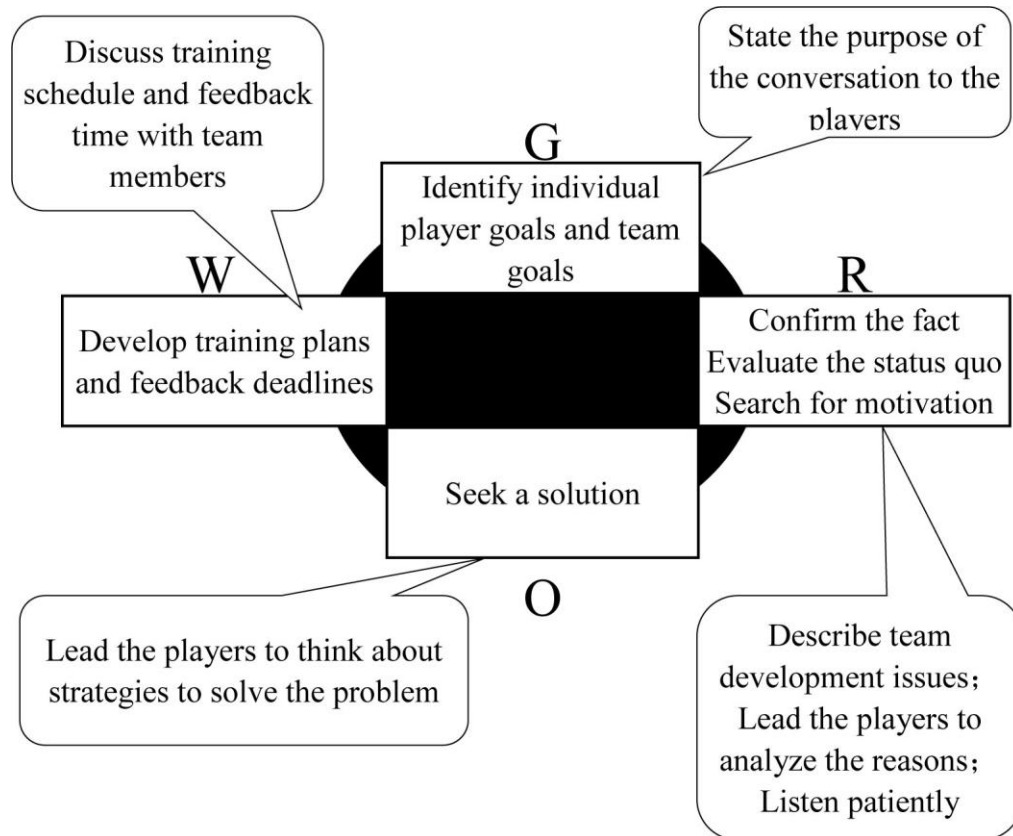 Discuss training
schedule and feedback
time with team
members
State the purpose of
the conversation to the
players
G
Identify individual
player goals and team
goals
W
Develop training plans
and feedback deadlines
R
Confirm the fact
Evaluate the status quo
Search for motivation
Seek a solution
O
Lead the players to think about
strategies to solve the problem
Describe team
development issues；
Lead the players to
analyze the reasons；
Listen patiently